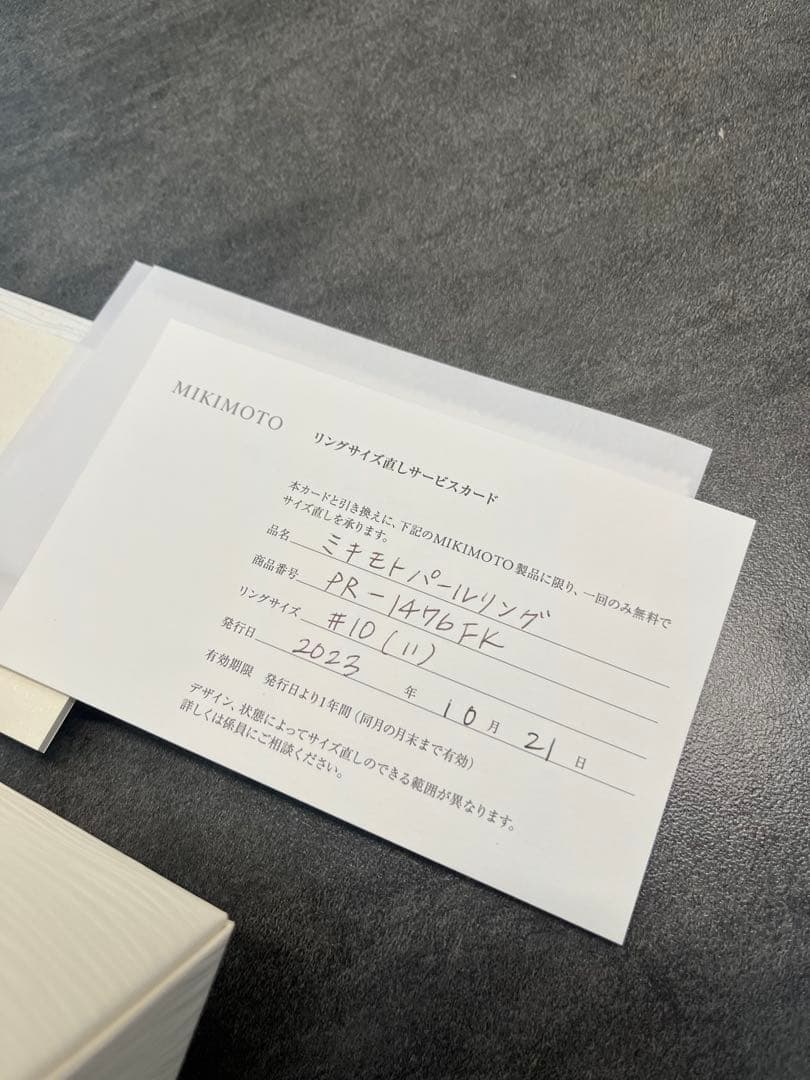 MIKIMOTO
リングサイズ直しサービスカード
本カードと引き換えに、下記のMIKIMOTO製品に限り、一回のみ無料で
サイズ直しを承ります。
品名 ミキモトパールリング
商品番号 PR-1476FK
リングサイズ #10(11)
発行日 2023 年 10 月 21 日
有効期限 発行日より1年間(同月の月末まで有効)
デザイン、状態によってサイズ直しのできる範囲が異なります。
詳しくは係員にご相談ください。